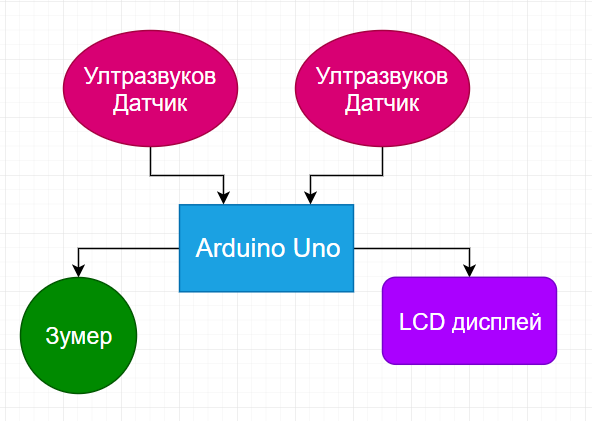 Ултразвуков
Датчик
Ултразвуков
Датчик
Arduino Uno
Зумер
LCD дисплей